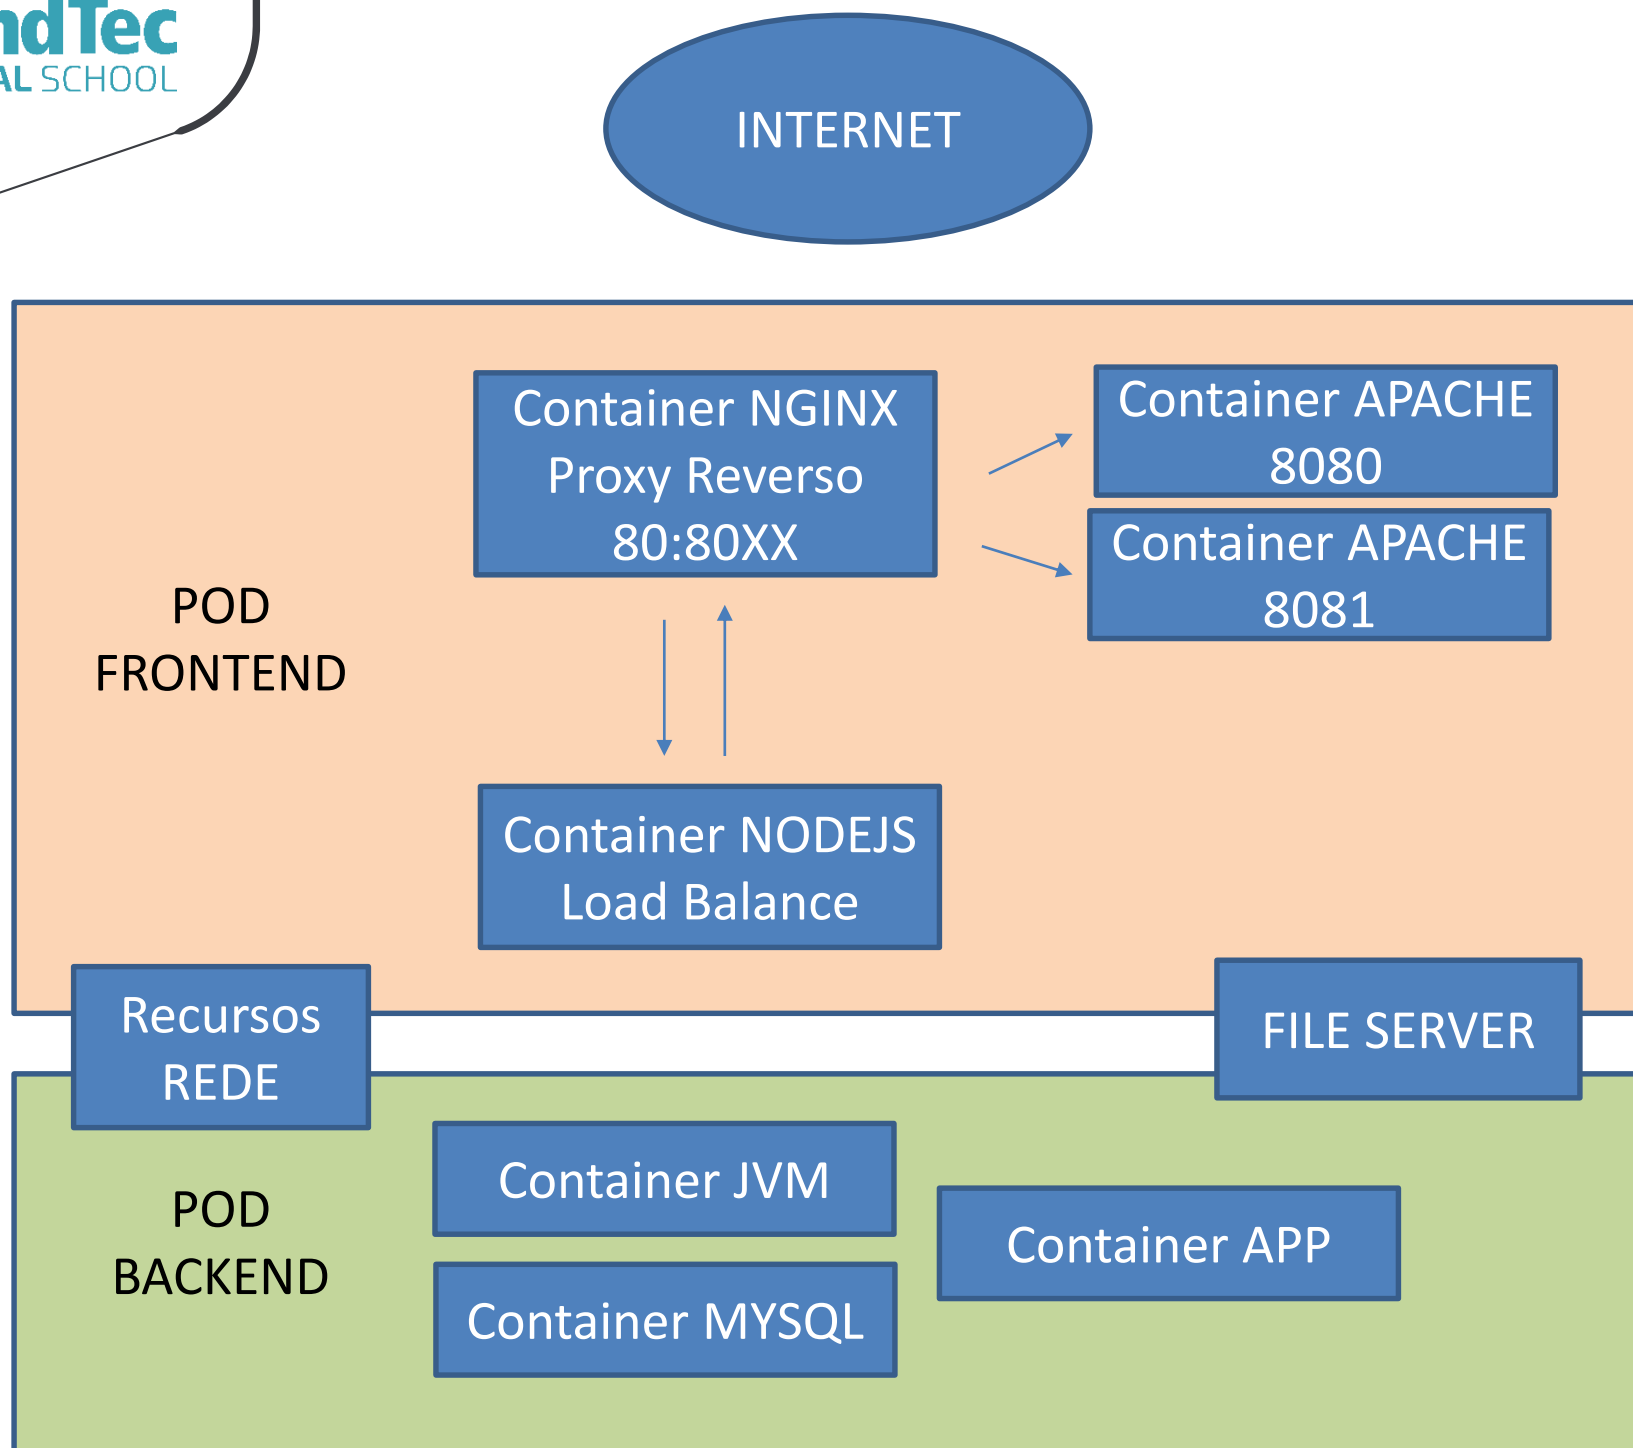 ndTec
AL SCHOOL
INTERNET
Container NGINX
Proxy Reverso
80:80XX
Container APACHE
8080
Container APACHE
8081
POD
FRONTEND
Container NODEJS
Load Balance
Recursos
REDE
FILE SERVER
POD
BACKEND
Container JVM
Container APP
Container MYSQL